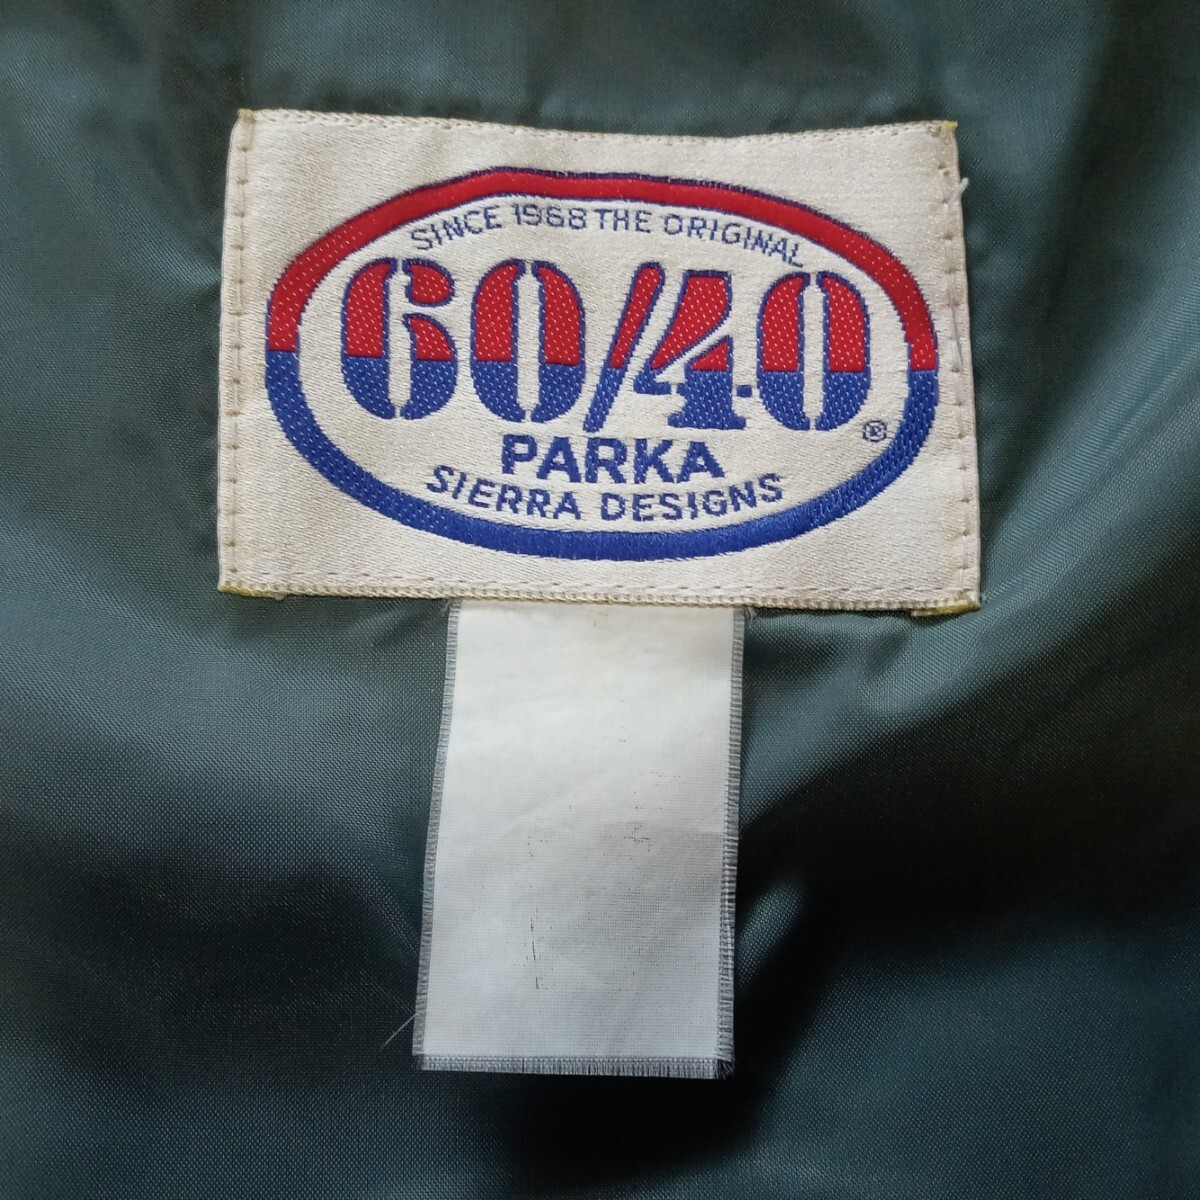 SINCE 1968 THE ORIGINAL
60/40®
PARKA
SIERRA DESIGNS